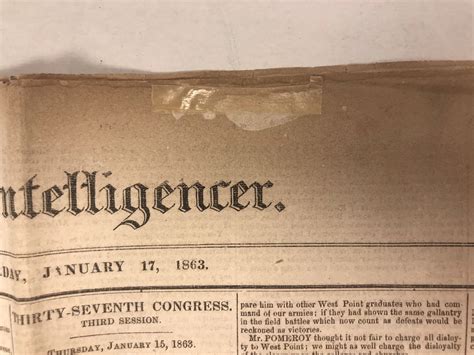 ntelligencer.
DAY, JANUARY 17, 1863.
THIRTY-SEVENTH CONGRESS.
THIRD SESSION.
THURSDAY, JANUARY 15, 1863.
pare him with other West Point graduates who had com
mand of our armies; if they had shown the same gallantry
in the field battles which now count as defeats would be
reckoned as victories.
Mr. POMEROY thought it not fair to charge all disloy-
ty to West Point; we might as well charge the disloyalty